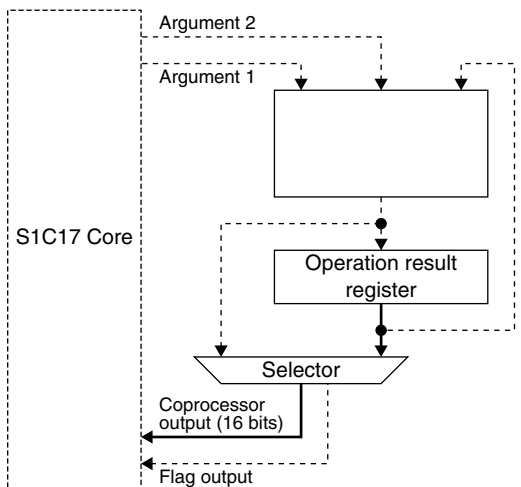 Argument 2
Argument 1
S1C17 Core
Operation result
register
Selector
Coprocessor
output (16 bits)
Flag output